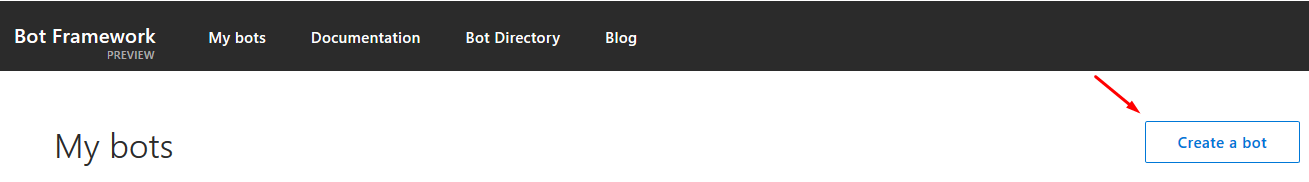 Bot Framework My bots Documentation Bot Directory Blog
PREVIEW
My bots
Create a bot